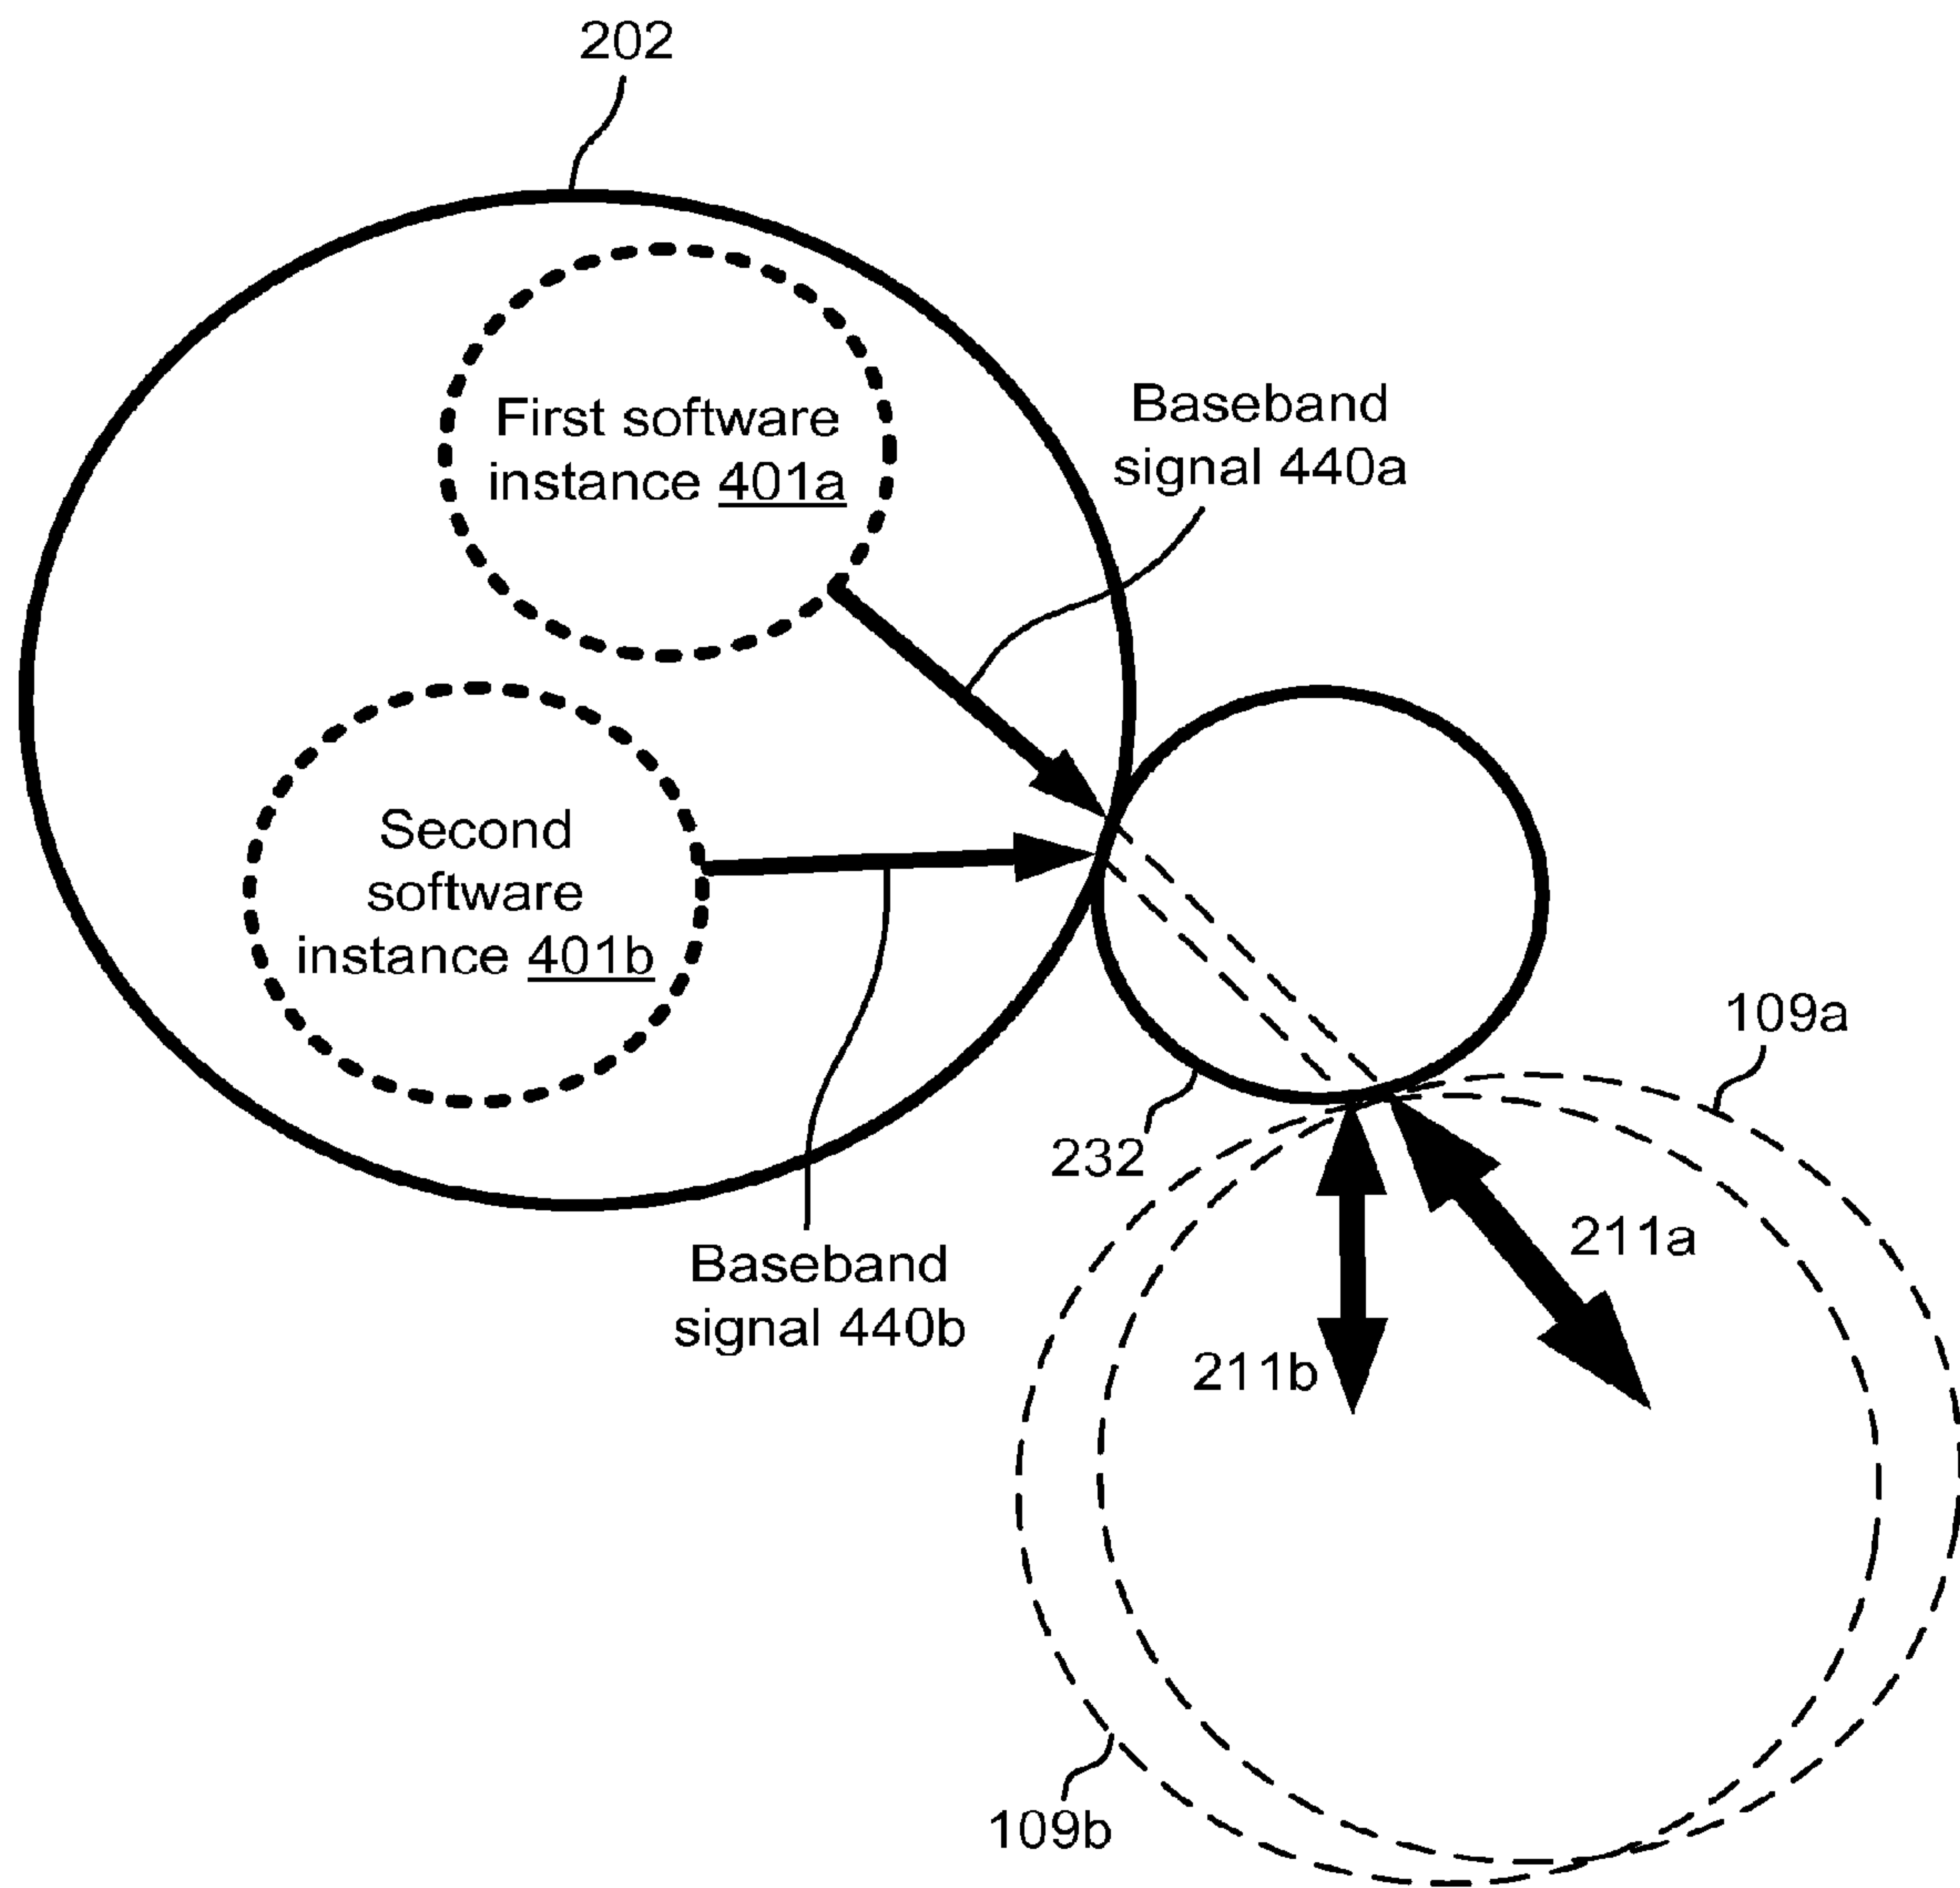 202
First software
instance 401a
Baseband
signal 440a
Second
software
instance 401b
109a
232
211a
Baseband
signal 440b
211b
109b